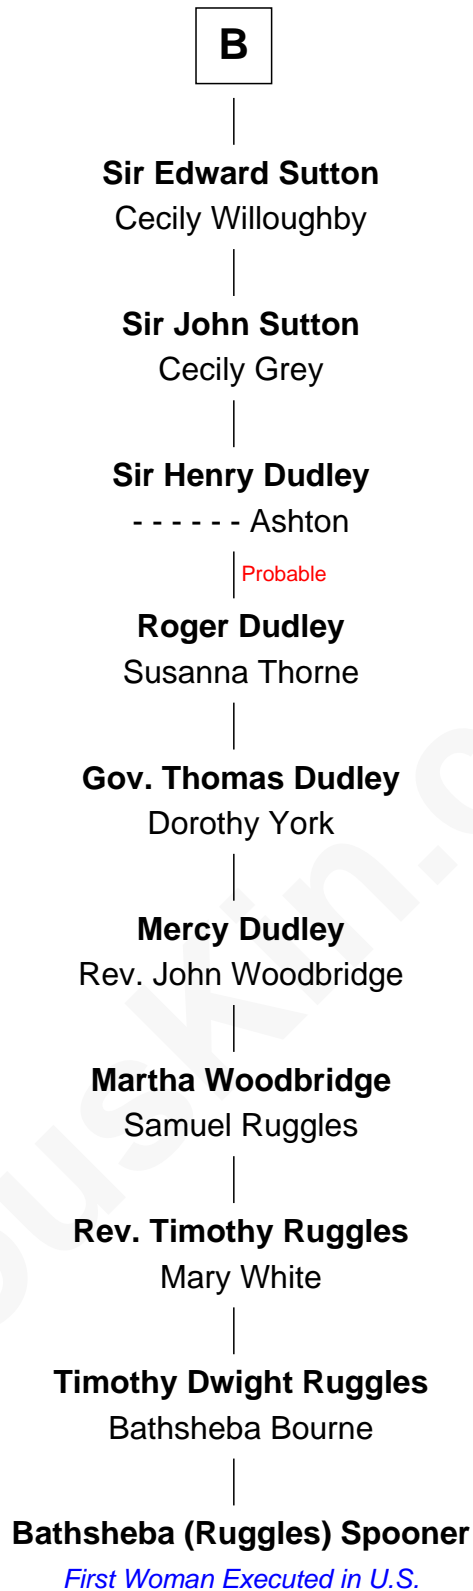 B
Sir Edward Sutton
Cecily Willoughby
Sir John Sutton
Cecily Grey
Sir Henry Dudley
- - - - - - Ashton
Probable
Roger Dudley
Susanna Thorne
Gov. Thomas Dudley
Dorothy York
Mercy Dudley
Rev. John Woodbridge
Martha Woodbridge
Samuel Ruggles
Rev. Timothy Ruggles
Mary White
Timothy Dwight Ruggles
Bathsheba Bourne
Bathsheba (Ruggles) Spooner
First Woman Executed in U.S.